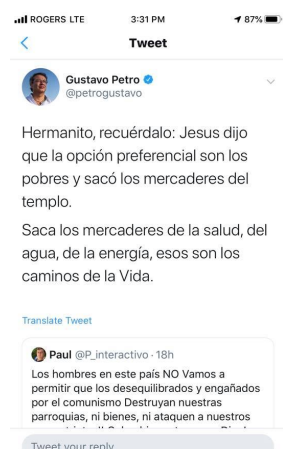 ROGERS LTE 3:31 PM 87%
Tweet
Gustavo Petro
@petrogustavo
Hermanito, recuérdalo: Jesus dijo
que la opción preferencial son los
pobres y sacó los mercaderes del
templo.
Saca los mercaderes de la salud, del
agua, de la energía, esos son los
caminos de la Vida.
Translate Tweet
Paul @P_interactivo · 18h
Los hombres en este país NO Vamos a
permitir que los desequilibrados y engañados
por el comunismo Destruyan nuestras
parroquias, ni bienes, ni ataquen a nuestros
Tweet your reply